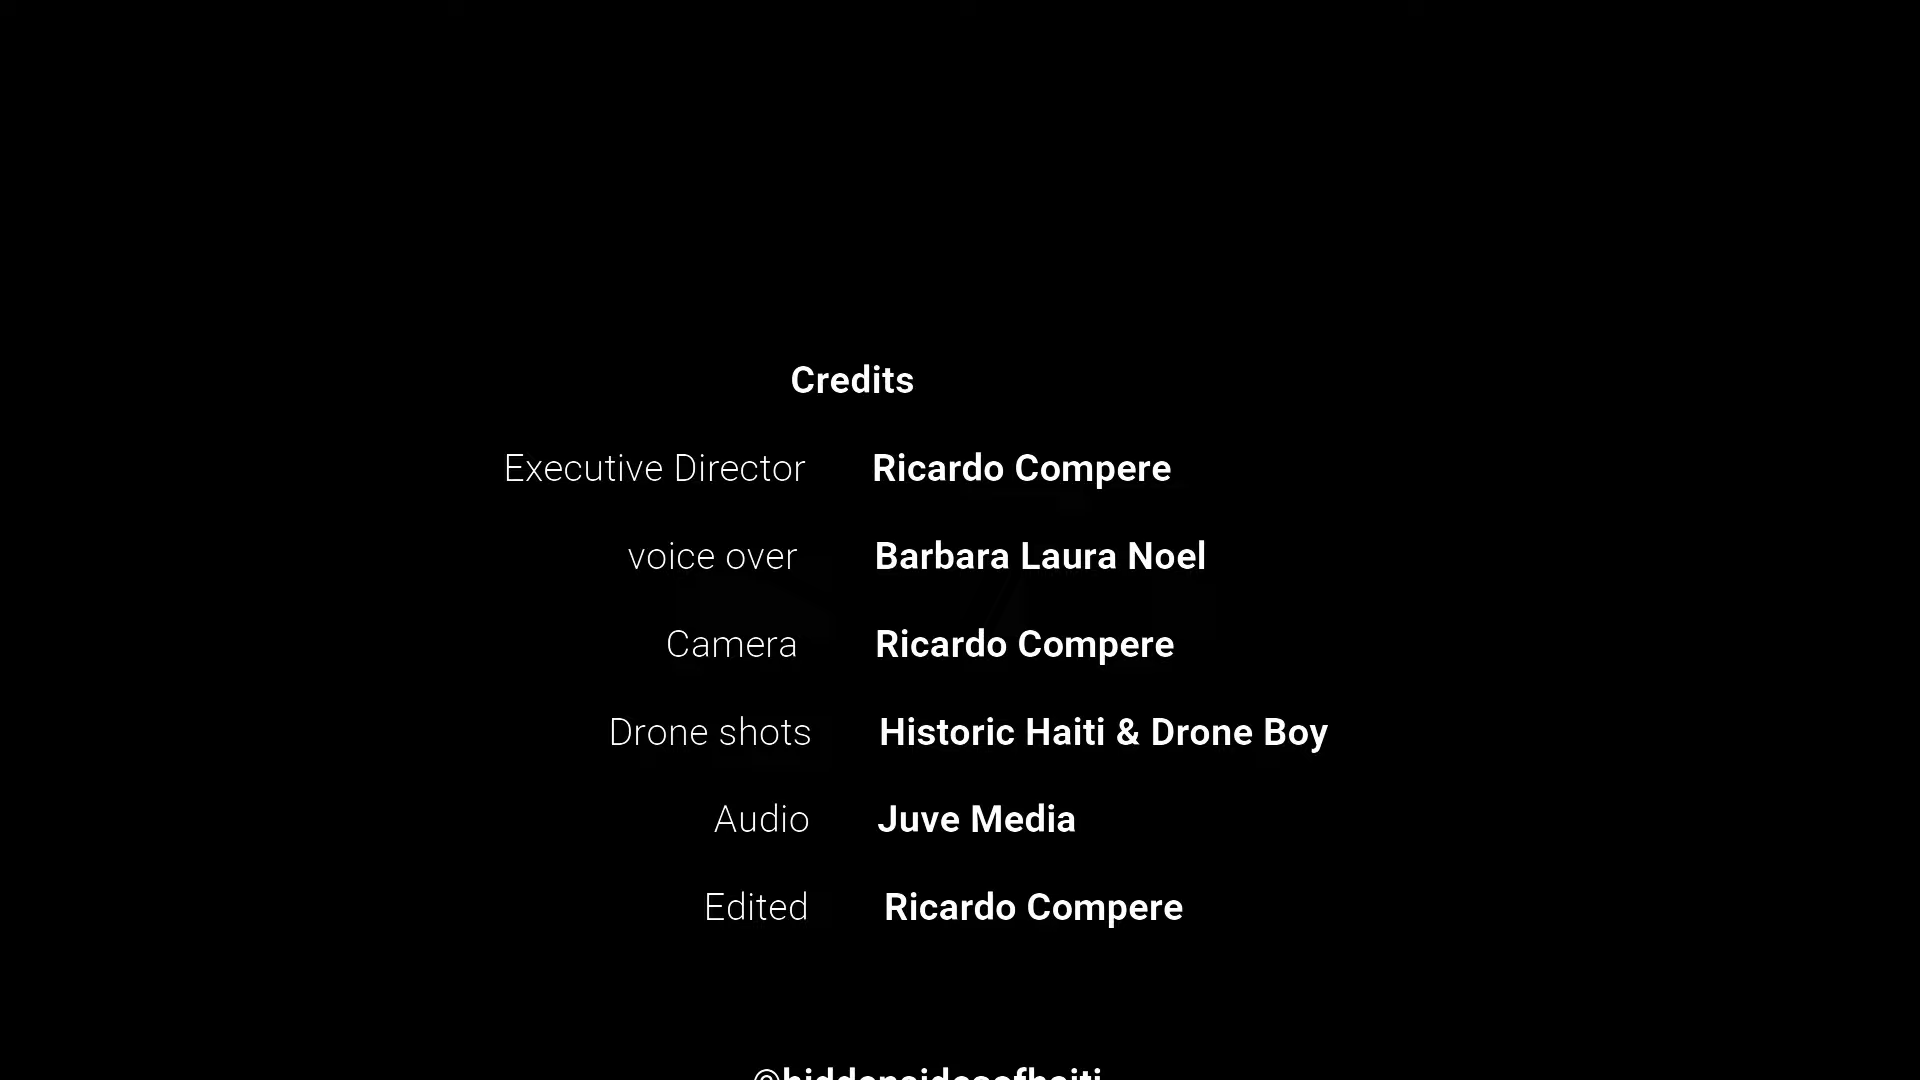 Credits
Executive Director Ricardo Compere
voice over Barbara Laura Noel
Camera Ricardo Compere
Drone shots Historic Haiti & Drone Boy
Audio Juve Media
Edited Ricardo Compere
@hiddensidesofhaiti